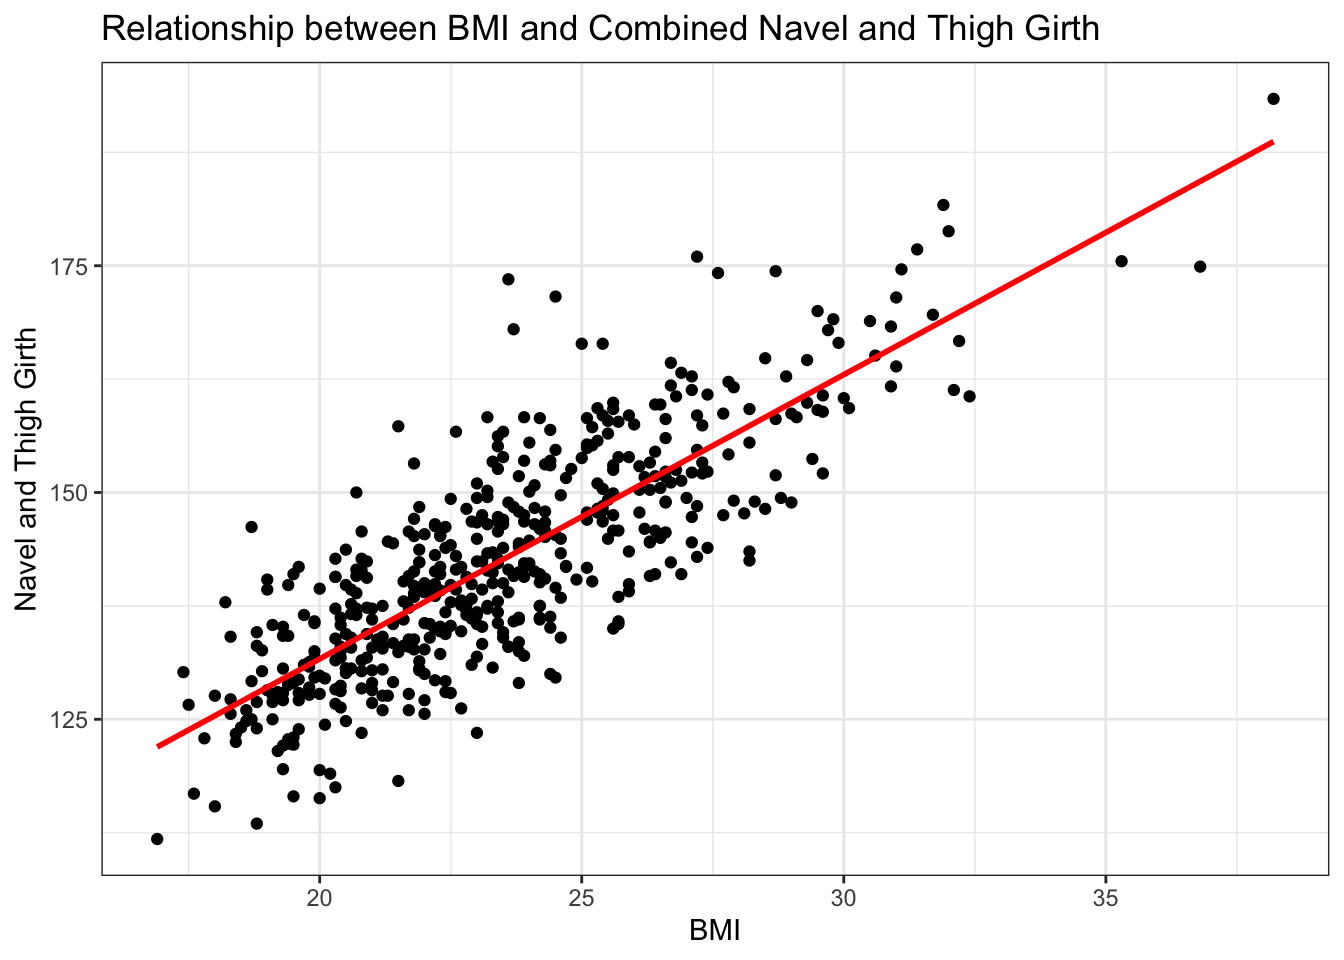 Relationship between BMI and Combined Navel and Thigh Girth
Navel and Thigh Girth
175
150
125
20 25 30 35
BMI